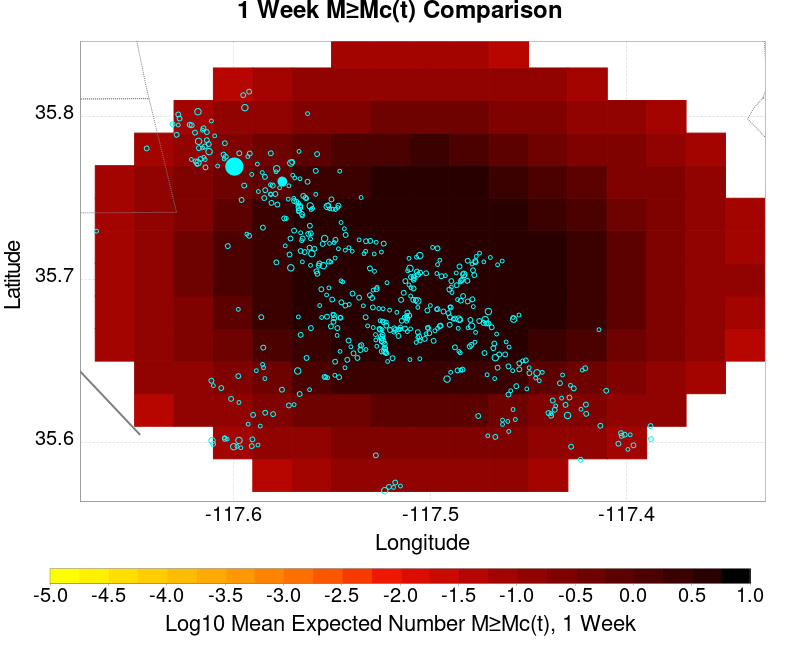 1 Week M≥Mc(t) Comparison
35.8
35.7
35.6
Latitude
-117.6 -117.5 -117.4
Longitude
-5.0 -4.5 -4.0 -3.5 -3.0 -2.5 -2.0 -1.5 -1.0 -0.5 0.0 0.5 1.0
Log10 Mean Expected Number M≥Mc(t), 1 Week